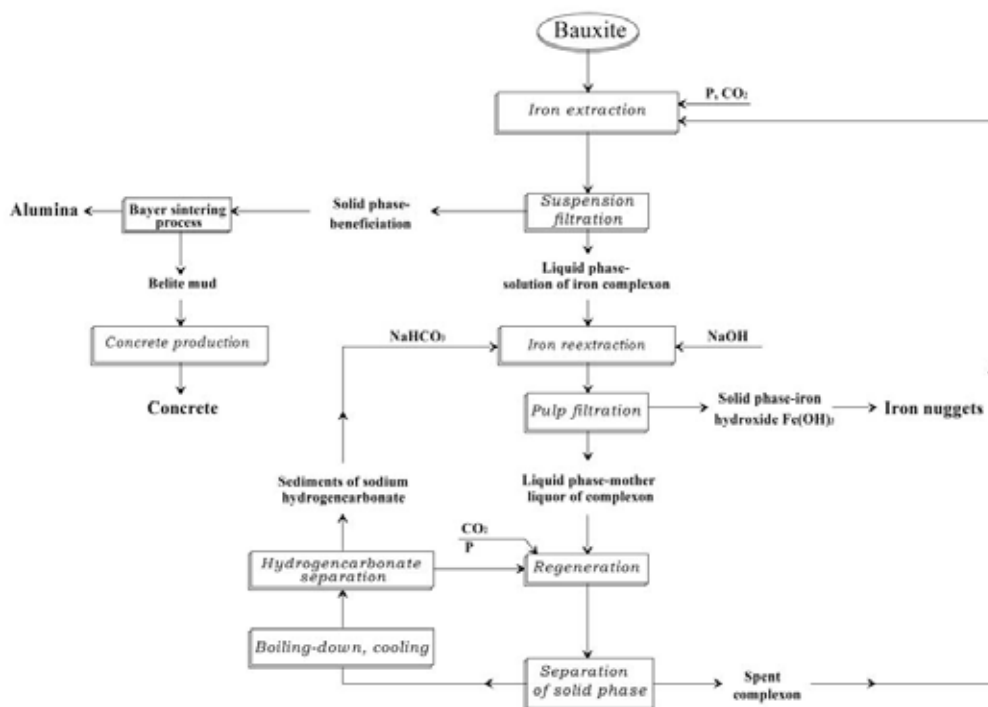 Bauxite
P, CO₂
Iron extraction
Alumina
Bayer sintering
process
Solid phase-
beneficiation
Suspension
filtration
Belite mud
Liquid phase-
solution of iron complexon
Concrete production
NaHCO₃
Iron reextraction
NaOH
Concrete
Pulp filtration
Solid phase-iron
hydroxide Fe(OH)₃
Iron nuggets
Sediments of sodium
hydrogencarbonate
Liquid phase-mother
liquor of complexon
CO₂
P
Hydrogencarbonate
separation
Regeneration
Boiling-down, cooling
Separation
of solid phase
Spent
complexon